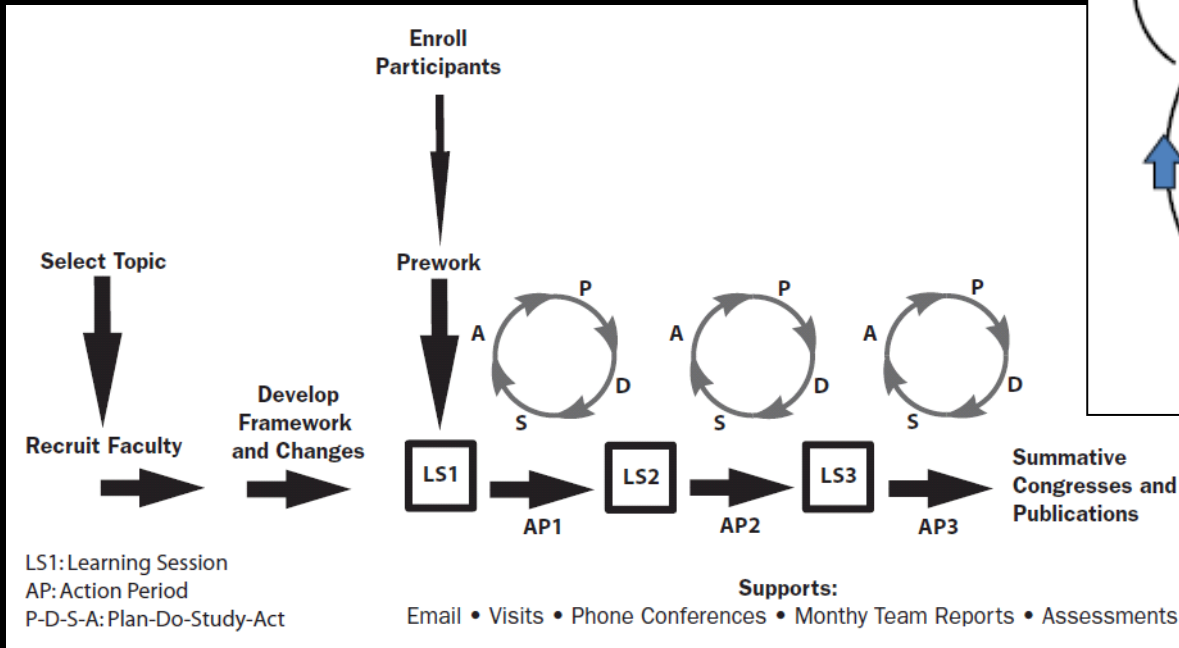 Enroll
Participants
Select Topic
Prework
P
A
D
S
P
A
D
S
P
A
D
S
Develop
Framework
and Changes
Recruit Faculty
LS1
LS2
LS3
AP1
AP2
AP3
Summative
Congresses and
Publications
LS1: Learning Session
AP: Action Period
P-D-S-A: Plan-Do-Study-Act
Supports:
Email • Visits • Phone Conferences • Monthy Team Reports • Assessments